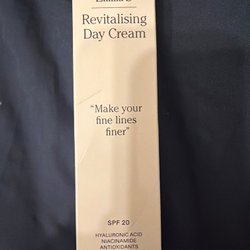 Revitalising
Day Cream
"Make your
fine lines
finer"
SPF 20
HYALURONIC ACID
NIACINAMIDE
ANTIOXIDANTS